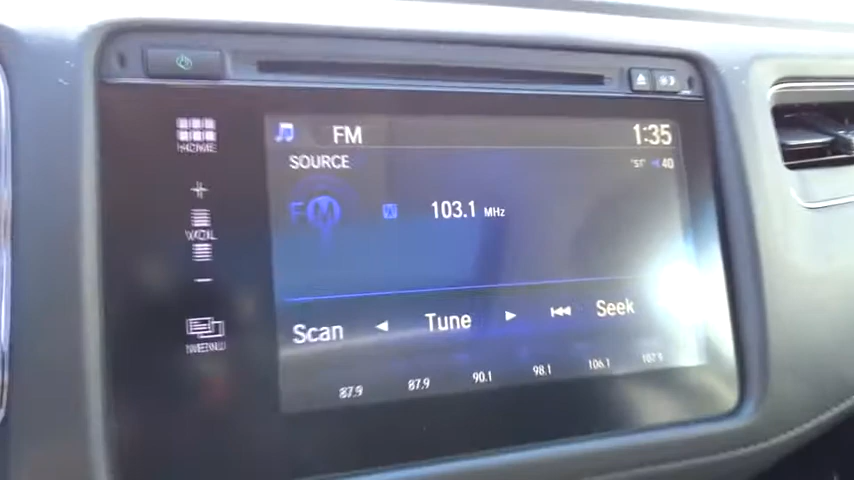 FM
1:35
HOME
SOURCE
"ST"
40
+
FM
103.1 MHz
VOL
−
Scan
Tune
Seek
MENU
87.9
87.9
90.1
98.1
106.1
107.9